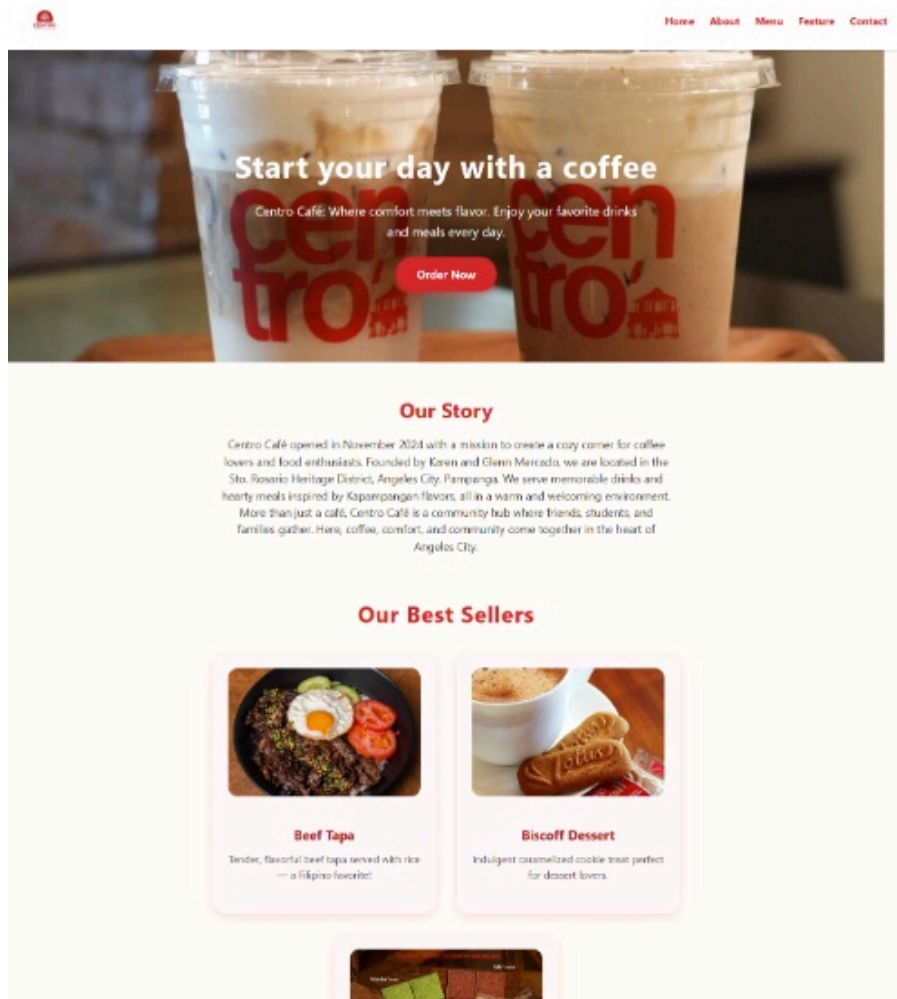 CENTRO
Home About Menu Feature Contact
Start your day with a coffee
Centro Café: Where comfort meets flavor. Enjoy your favorite drinks
and meals every day.
cen cen
tro tro
Order Now
Our Story
Centro Café opened in November 2024 with a mission to create a cozy corner for coffee
lovers and food enthusiasts. Founded by Karen and Glenn Mercado, we are located in the
Sto. Rosario Heritage District, Angeles City, Pampanga. We serve memorable drinks and
hearty meals inspired by Kapampangan flavors, all in a warm and welcoming environment.
More than just a café, Centro Café is a community hub where friends, students, and
families gather. Here, coffee, comfort, and community come together in the heart of
Angeles City.
Our Best Sellers
Lotus
Beef Tapa Biscoff Dessert
Tender, flavorful beef tapa served with rice
— a Filipino favorite!
Indulgent caramelized cookie treat perfect
for dessert lovers.